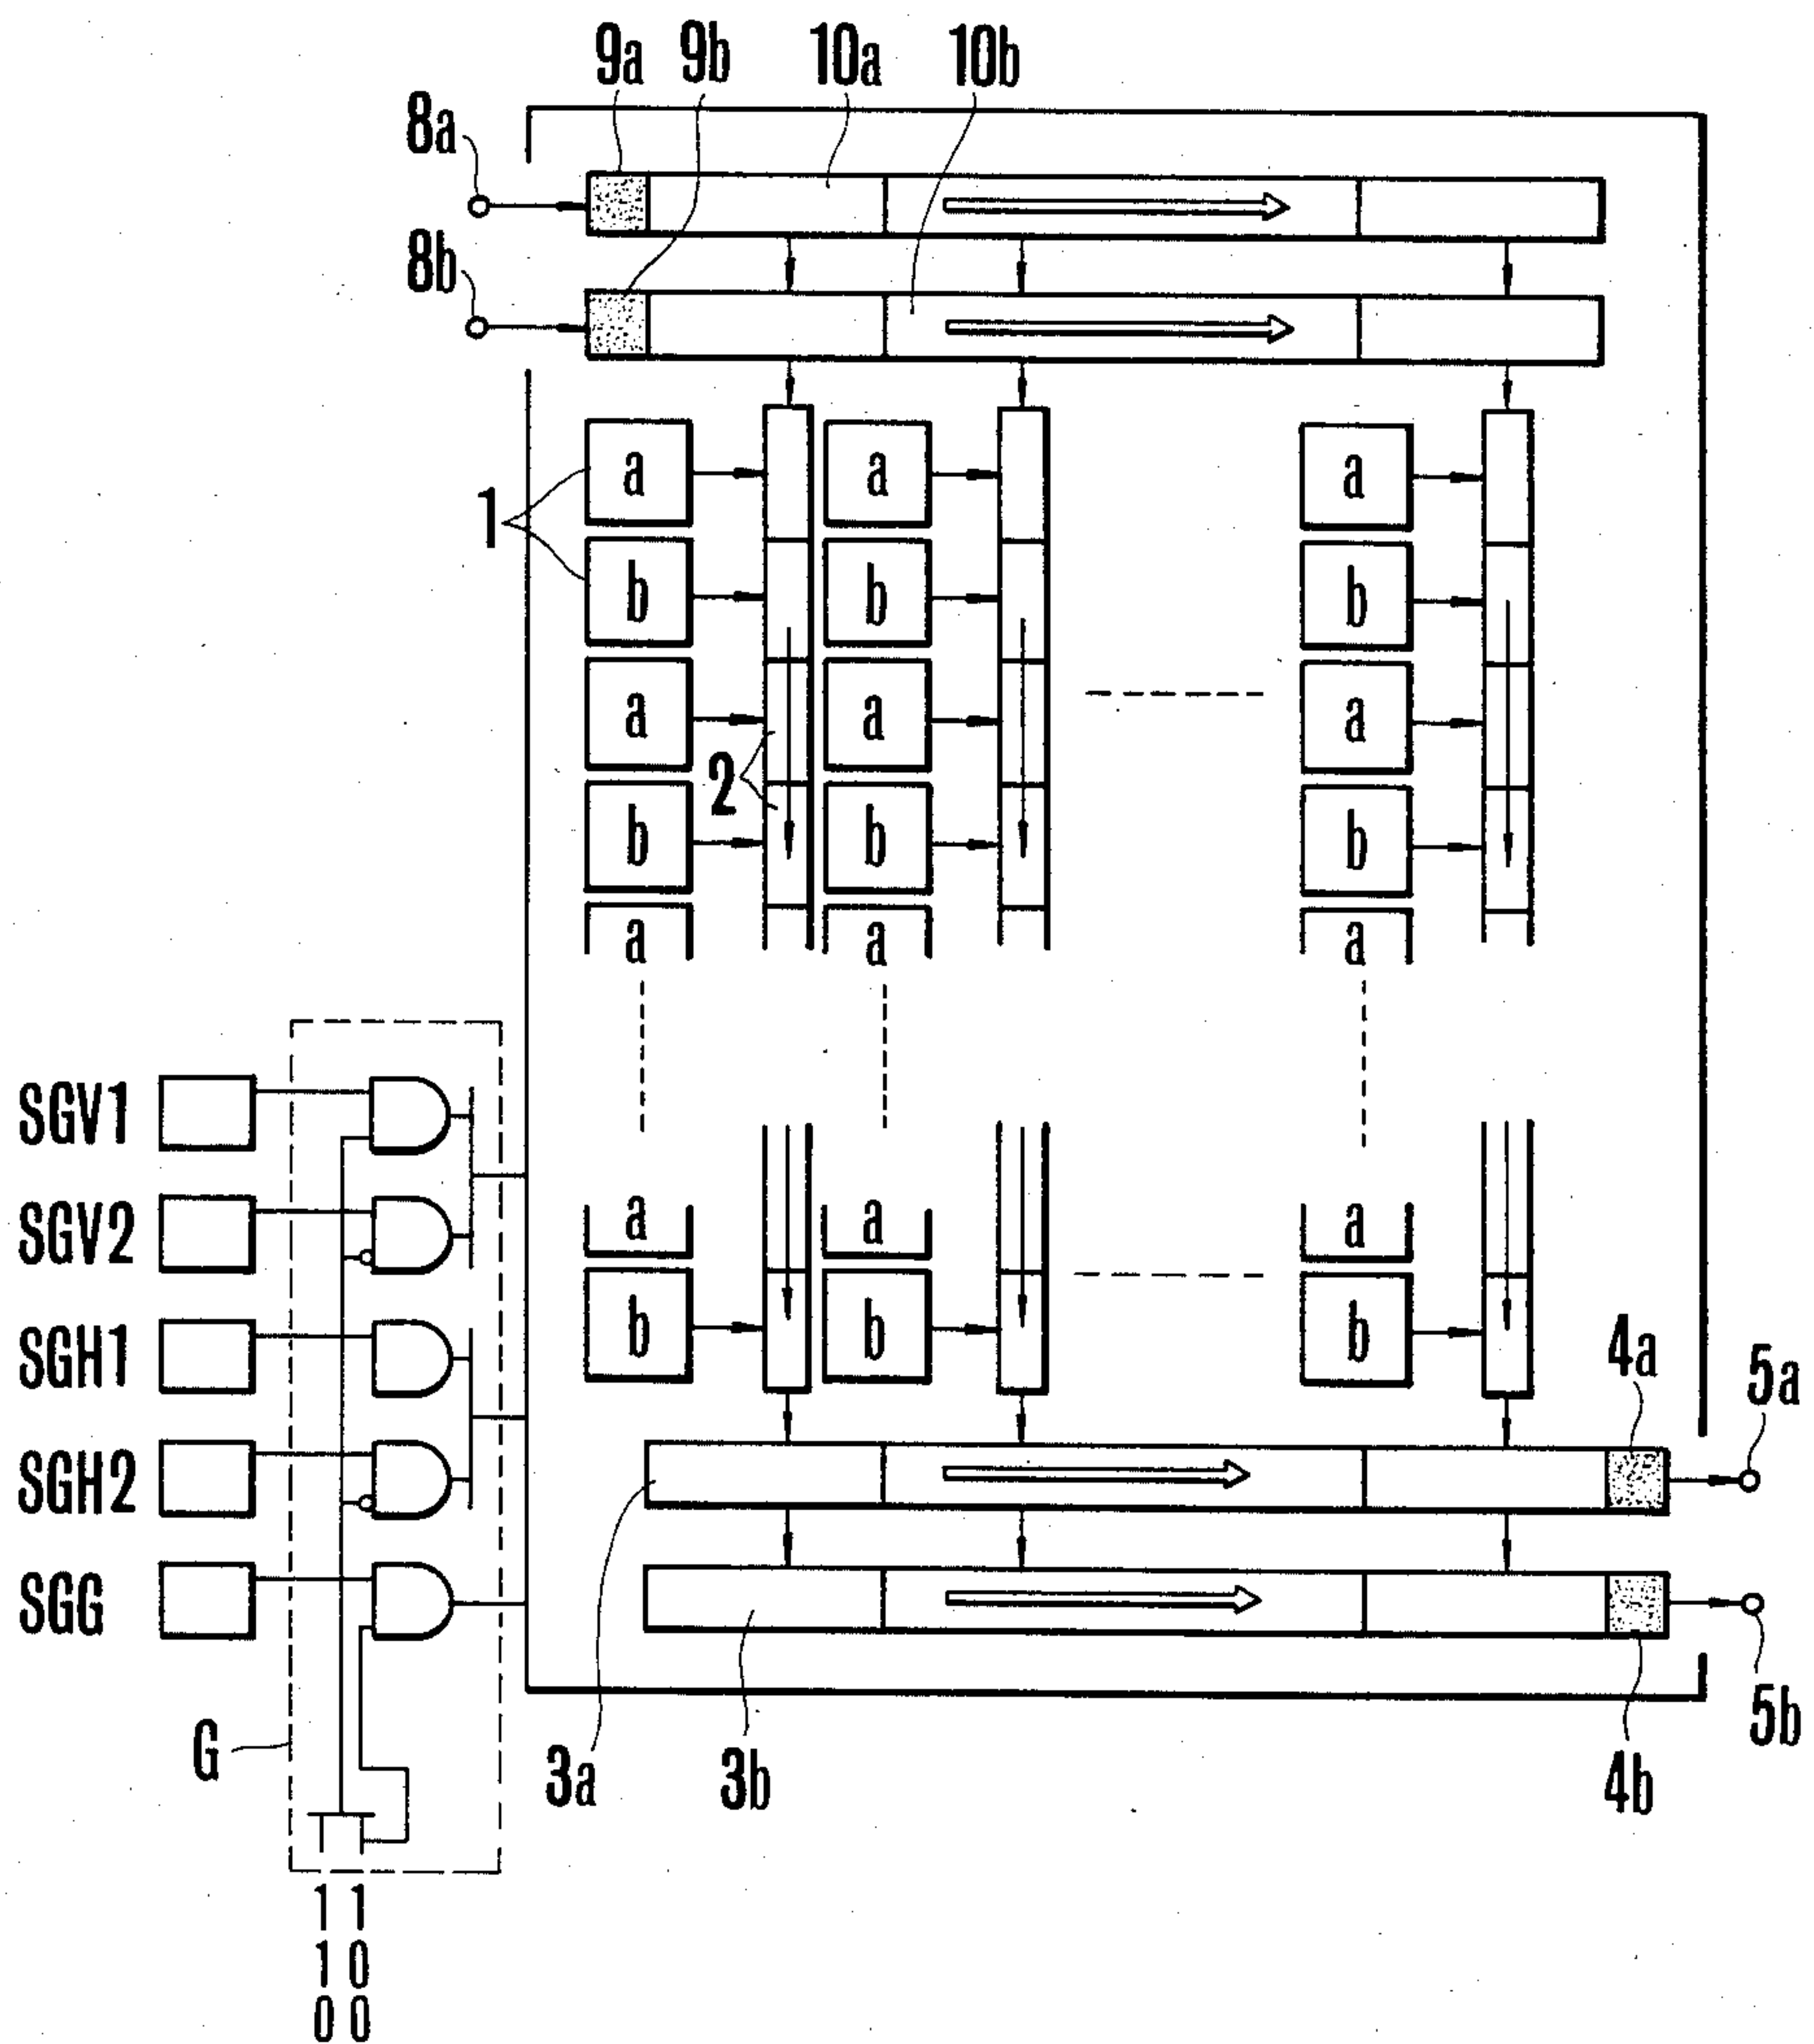 9a 9b 10a 10b
8a
8b
1
a a a
b b b
a a a
2
b b b
a a a
SGV1
SGV2
a a a
SGH1
b b b
4a 5a
SGH2
SGG
G
3a 3b 4b 5b
1 1
1 0
0 0